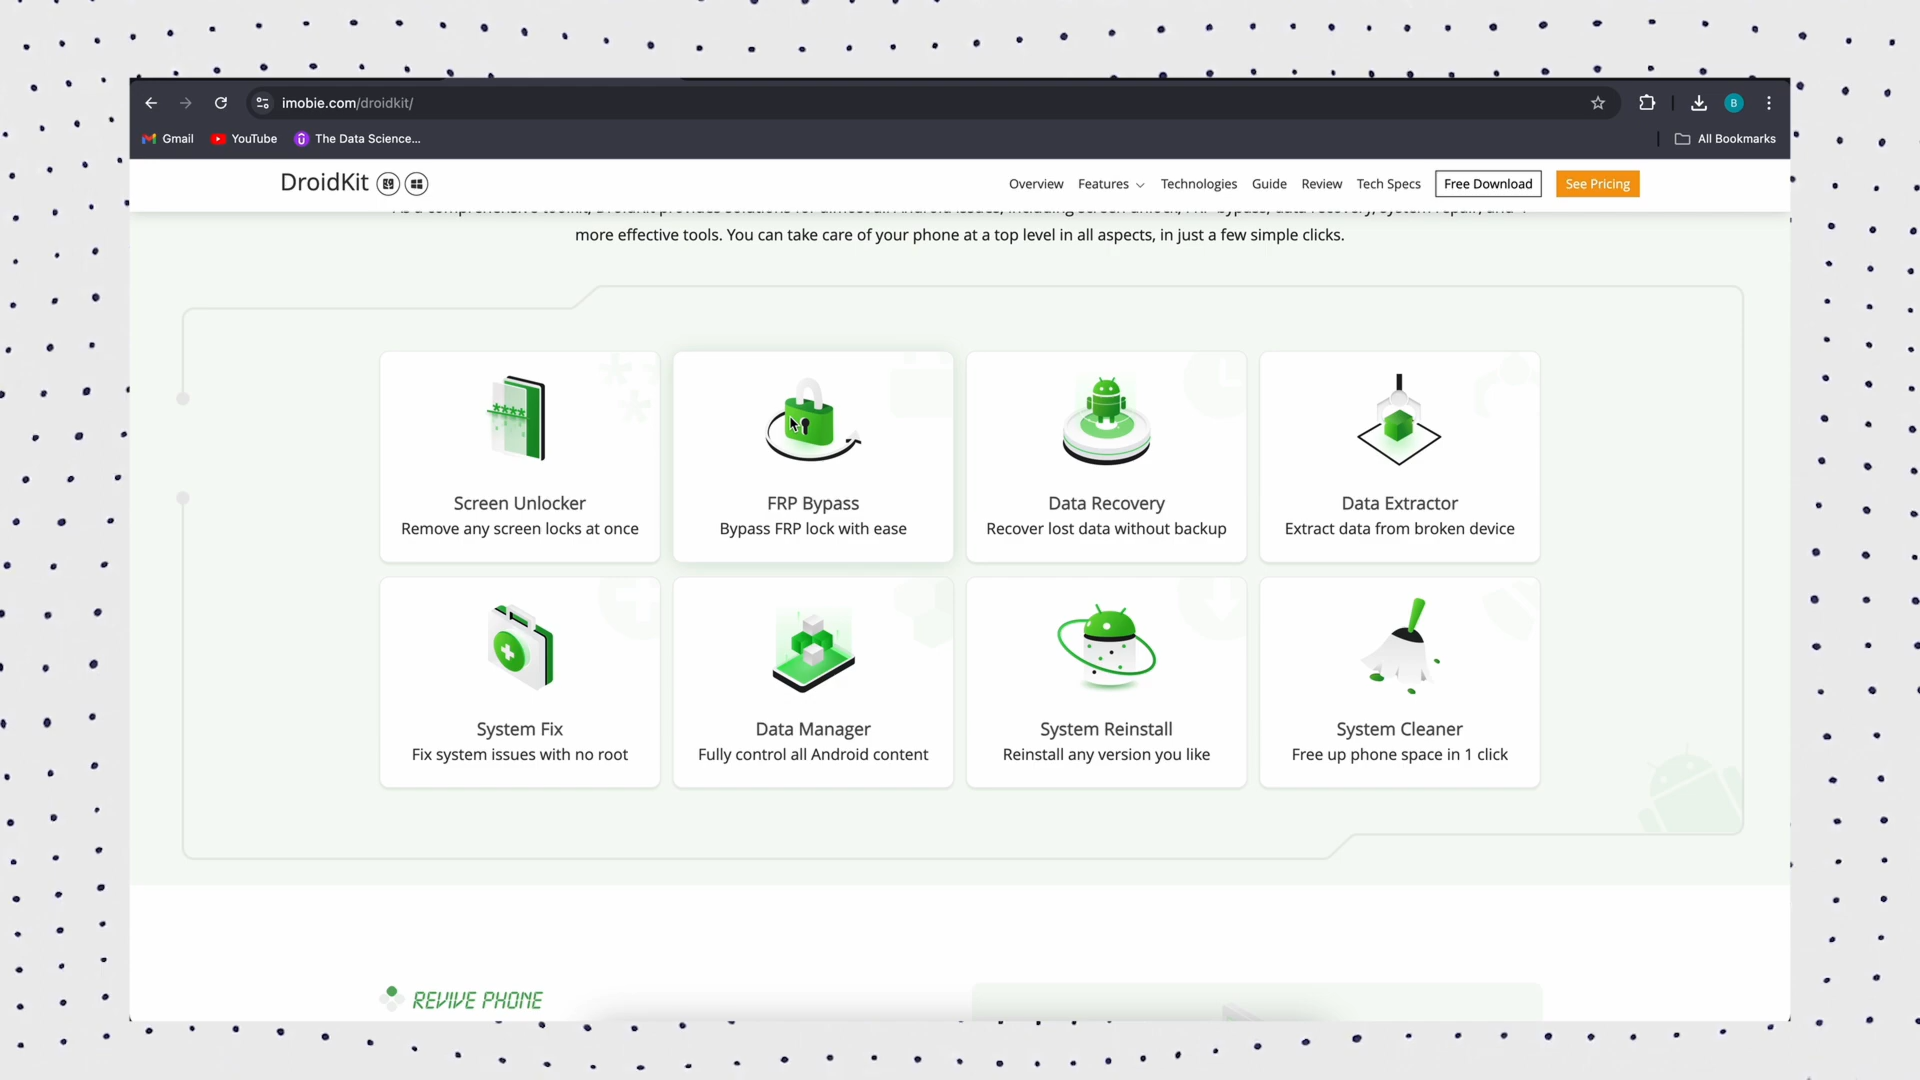 imobie.com/droidkit/
B
Gmail
YouTube
The Data Science...
All Bookmarks
DroidKit
Overview
Features
Technologies
Guide
Review
Tech Specs
Free Download
See Pricing
more effective tools. You can take care of your phone at a top level in all aspects, in just a few simple clicks.
Screen Unlocker
Remove any screen locks at once
FRP Bypass
Bypass FRP lock with ease
Data Recovery
Recover lost data without backup
Data Extractor
Extract data from broken device
System Fix
Fix system issues with no root
Data Manager
Fully control all Android content
System Reinstall
Reinstall any version you like
System Cleaner
Free up phone space in 1 click
REVIVE PHONE